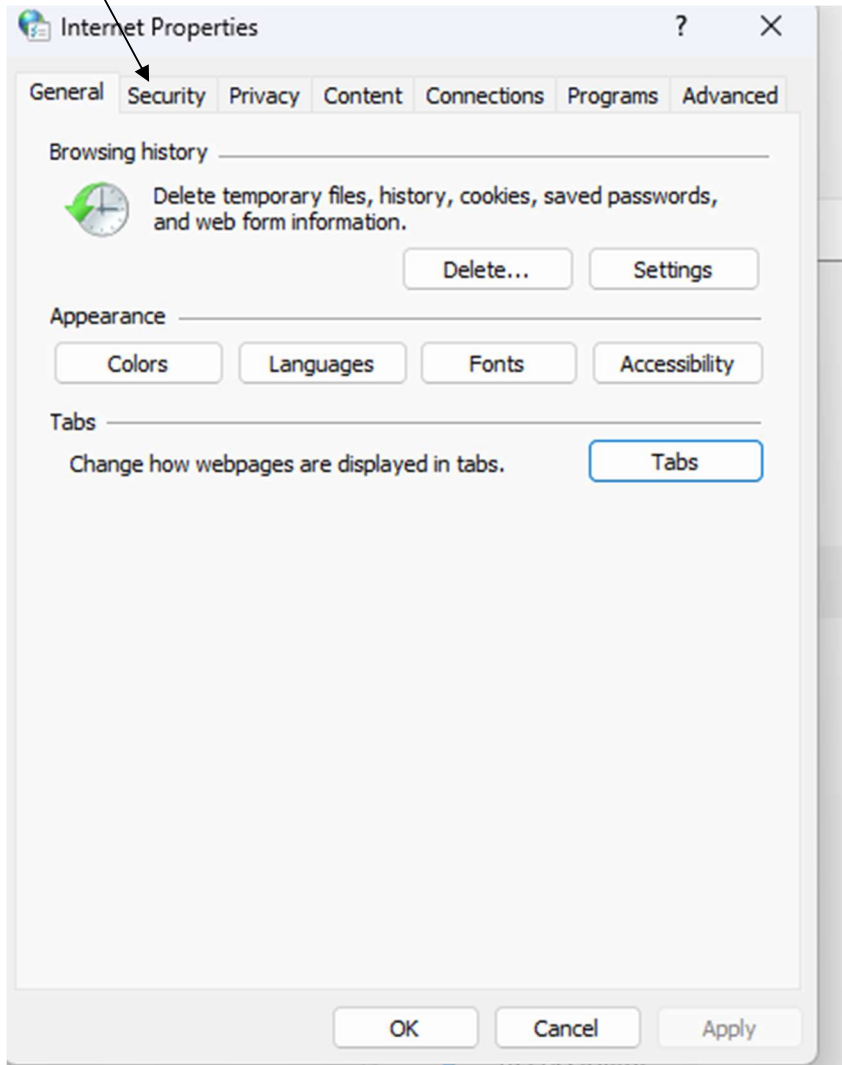 Internet Properties ?
General Security Privacy Content Connections Programs Advanced
Browsing history
Delete temporary files, history, cookies, saved passwords,
and web form information.
Delete... Settings
Appearance
Colors Languages Fonts Accessibility
Tabs
Change how webpages are displayed in tabs. Tabs
OK Cancel Apply